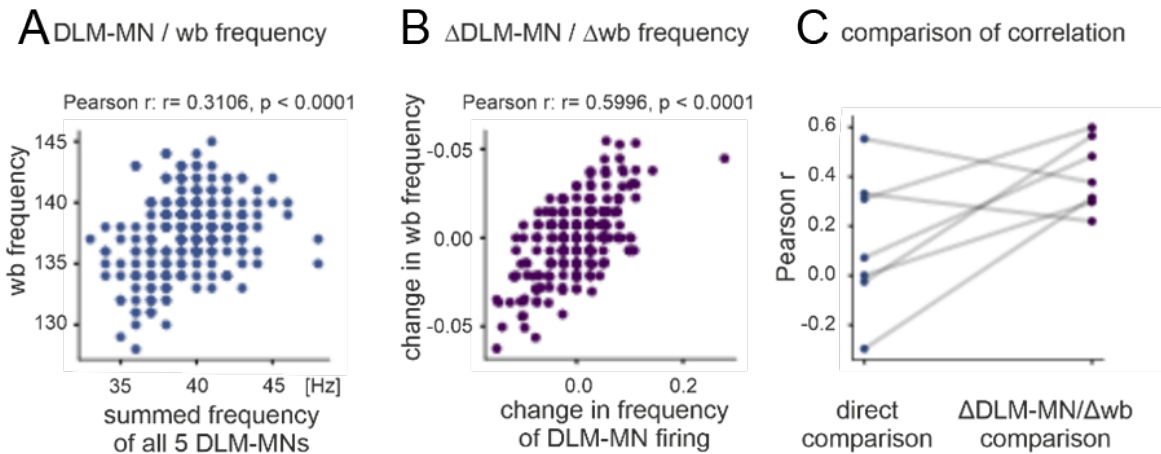 A DLM-MN / wb frequency
Pearson r: r= 0.3106, p < 0.0001
wb frequency
145
140
135
130
35 40 45 [Hz]
summed frequency
of all 5 DLM-MNs
B ΔDLM-MN / Δwb frequency
Pearson r: r= 0.5996, p < 0.0001
change in wb frequency
-0.05
0.00
-0.05
0.0 0.2
change in frequency
of DLM-MN firing
C comparison of correlation
Pearson r
0.6
0.4
0.2
0.0
-0.2
direct
comparison
ΔDLM-MN/Δwb
comparison